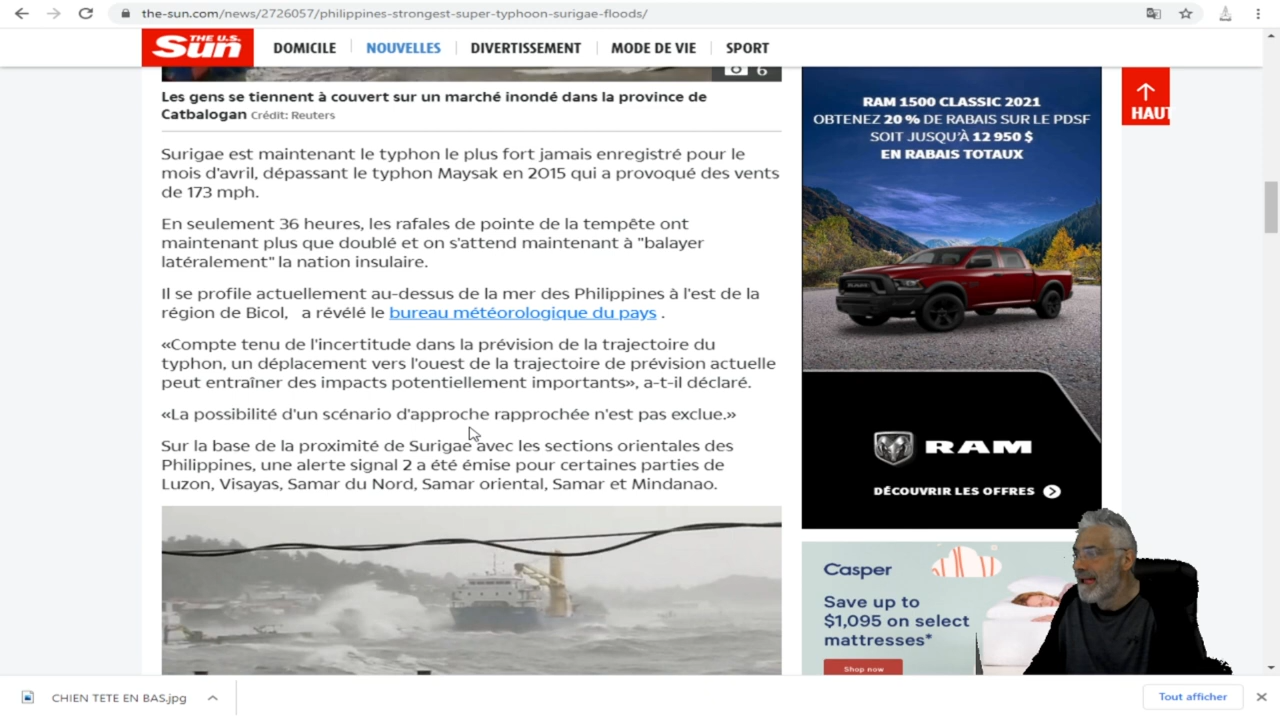 the-sun.com/news/2726057/philippines-strongest-super-typhoon-surigae-floods/
THE U.S.
Sun
DOMICILE
NOUVELLES
DIVERTISSEMENT
MODE DE VIE
SPORT
6
Les gens se tiennent à couvert sur un marché inondé dans la province de
Catbalogan Crédit: Reuters
Surigae est maintenant le typhon le plus fort jamais enregistré pour le
mois d'avril, dépassant le typhon Maysak en 2015 qui a provoqué des vents
de 173 mph.
En seulement 36 heures, les rafales de pointe de la tempête ont
maintenant plus que doublé et on s'attend maintenant à "balayer
latéralement" la nation insulaire.
Il se profile actuellement au-dessus de la mer des Philippines à l'est de la
région de Bicol, a révélé le bureau météorologique du pays .
«Compte tenu de l'incertitude dans la prévision de la trajectoire du
typhon, un déplacement vers l'ouest de la trajectoire de prévision actuelle
peut entraîner des impacts potentiellement importants», a-t-il déclaré.
«La possibilité d'un scénario d'approche rapprochée n'est pas exclue.»
Sur la base de la proximité de Surigae avec les sections orientales des
Philippines, une alerte signal 2 a été émise pour certaines parties de
Luzon, Visayas, Samar du Nord, Samar oriental, Samar et Mindanao.
RAM 1500 CLASSIC 2021
OBTENEZ 20 % DE RABAIS SUR LE PDSF
SOIT JUSQU'À 12 950 $
EN RABAIS TOTAUX
RAM
DÉCOUVRIR LES OFFRES
HAUT
Casper
Save up to
$1,095 on select
mattresses*
Shop now
CHIEN TETE EN BAS.jpg
Tout afficher